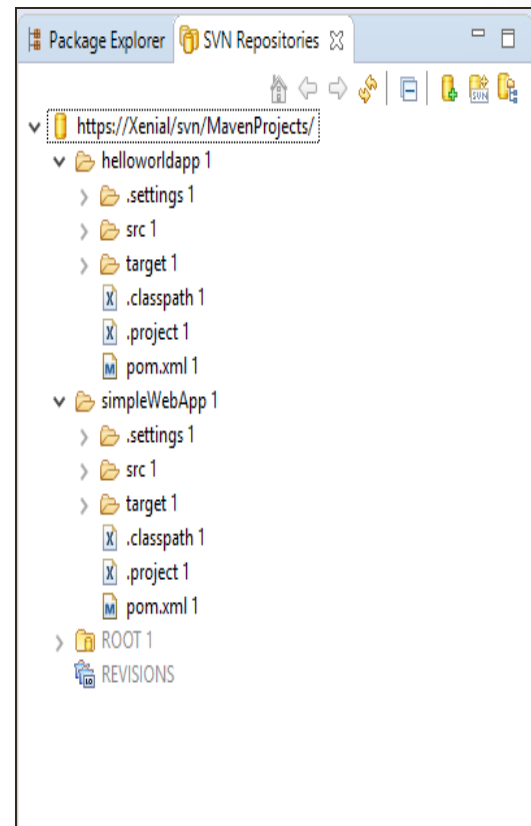 Package Explorer SVN Repositories
SVN
https://Xenial/svn/MavenProjects/
helloworldapp 1
.settings 1
src 1
target 1
X .classpath 1
X .project 1
M pom.xml 1
simpleWebApp 1
.settings 1
src 1
target 1
X .classpath 1
X .project 1
M pom.xml 1
ROOT 1
REVISIONS